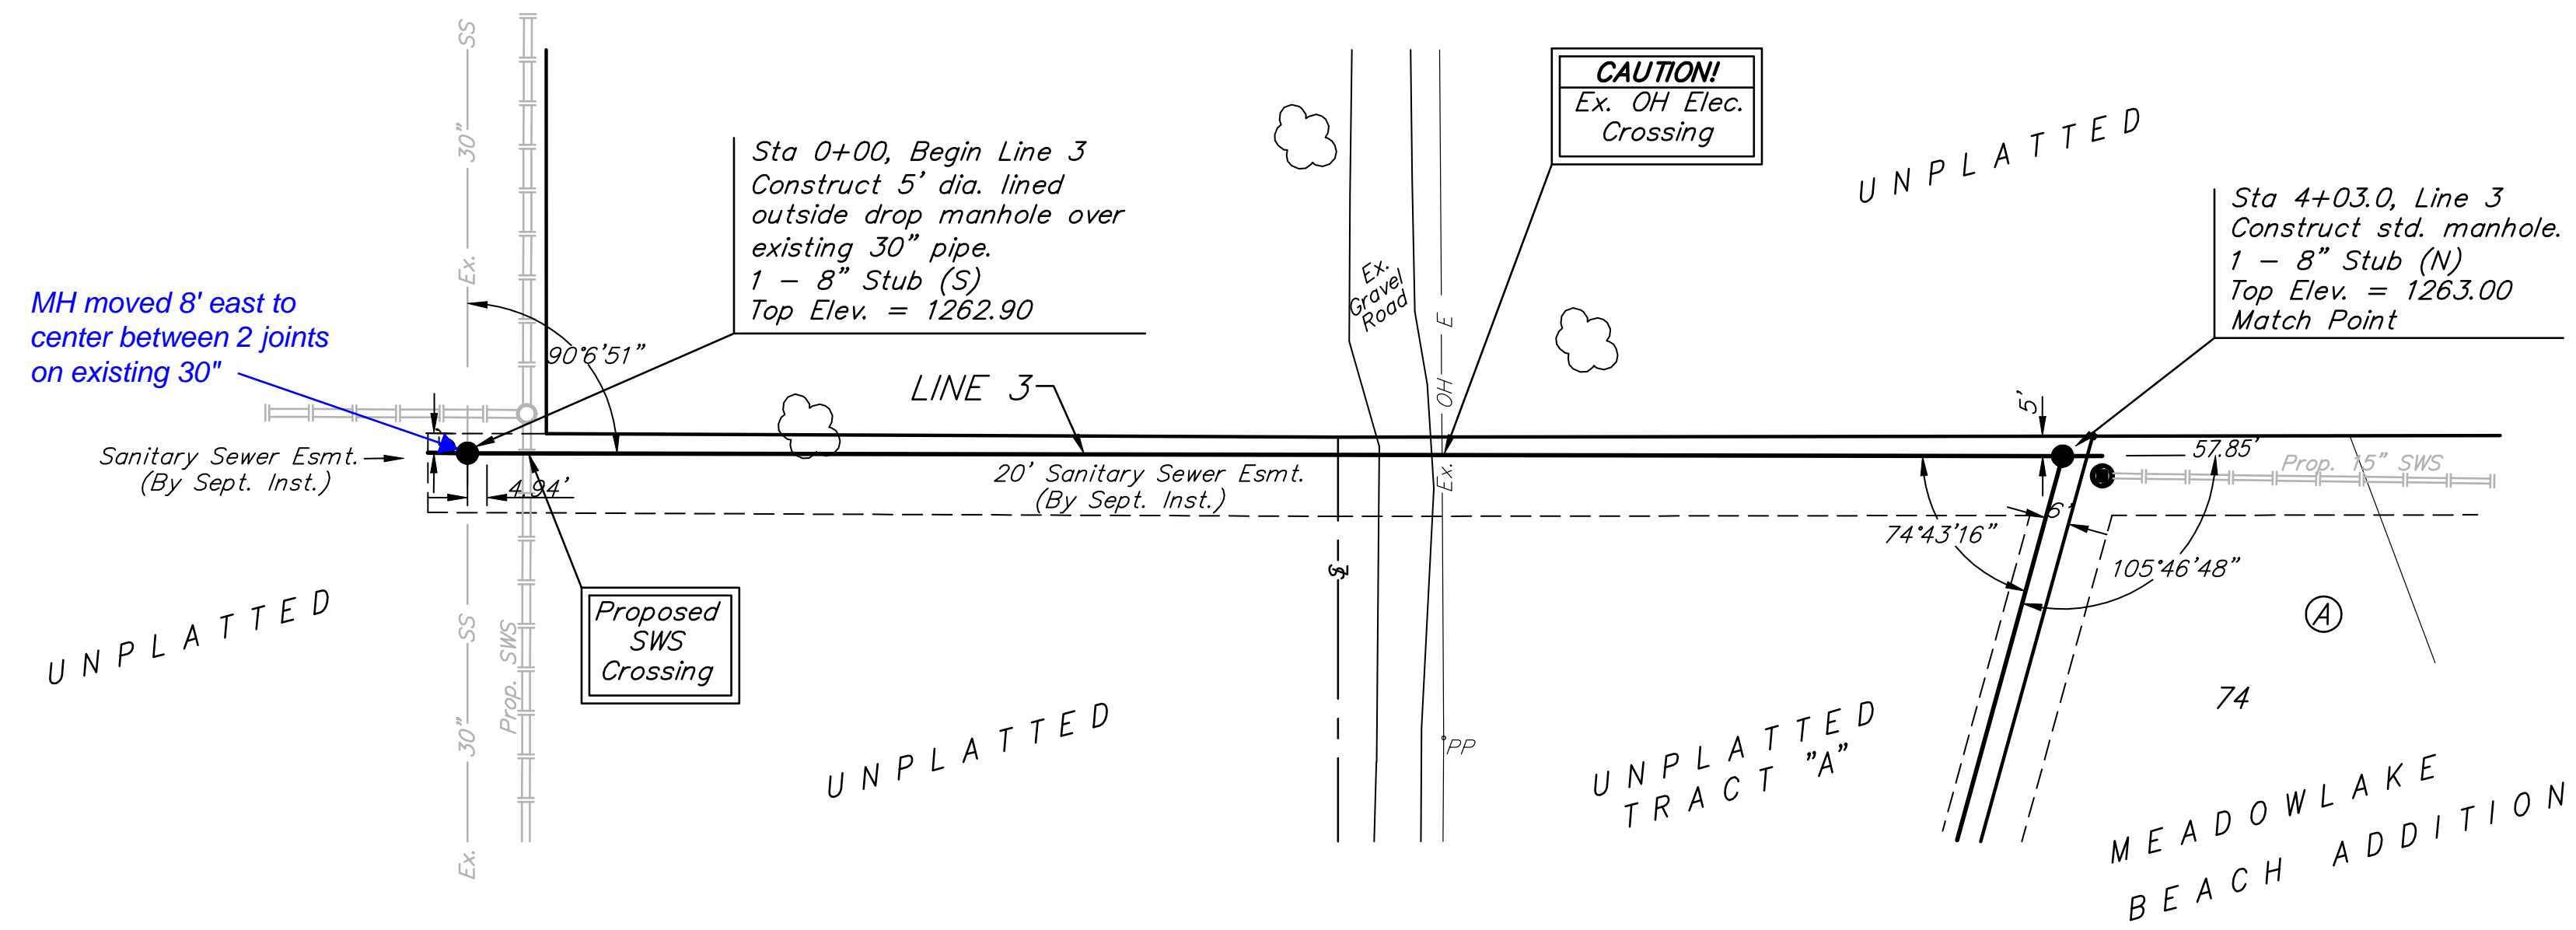 SS
30"
Ex.
MH moved 8' east to
center between 2 joints
on existing 30"
Sta 0+00, Begin Line 3
Construct 5' dia. lined
outside drop manhole over
existing 30" pipe.
1 - 8" Stub (S)
Top Elev. = 1262.90
90°6'51"
LINE 3
Sanitary Sewer Esmt.
(By Sept. Inst.)
4.94'
Proposed
SWS
Crossing
SS
30"
Ex.
Prop. SWS
UNPLATTED
UNPLATTED
20' Sanitary Sewer Esmt.
(By Sept. Inst.)
Ex.
Gravel
Road
CAUTION!
Ex. OH Elec.
Crossing
Ex.
OH
E
PP
UNPLATTED
Sta 4+03.0, Line 3
Construct std. manhole.
1 - 8" Stub (N)
Top Elev. = 1263.00
Match Point
5'
57.85'
Prop. 15" SWS
6'
74°43'16"
105°46'48"
A
74
UNPLATTED
TRACT "A"
MEADOWLAKE
BEACH ADDITION